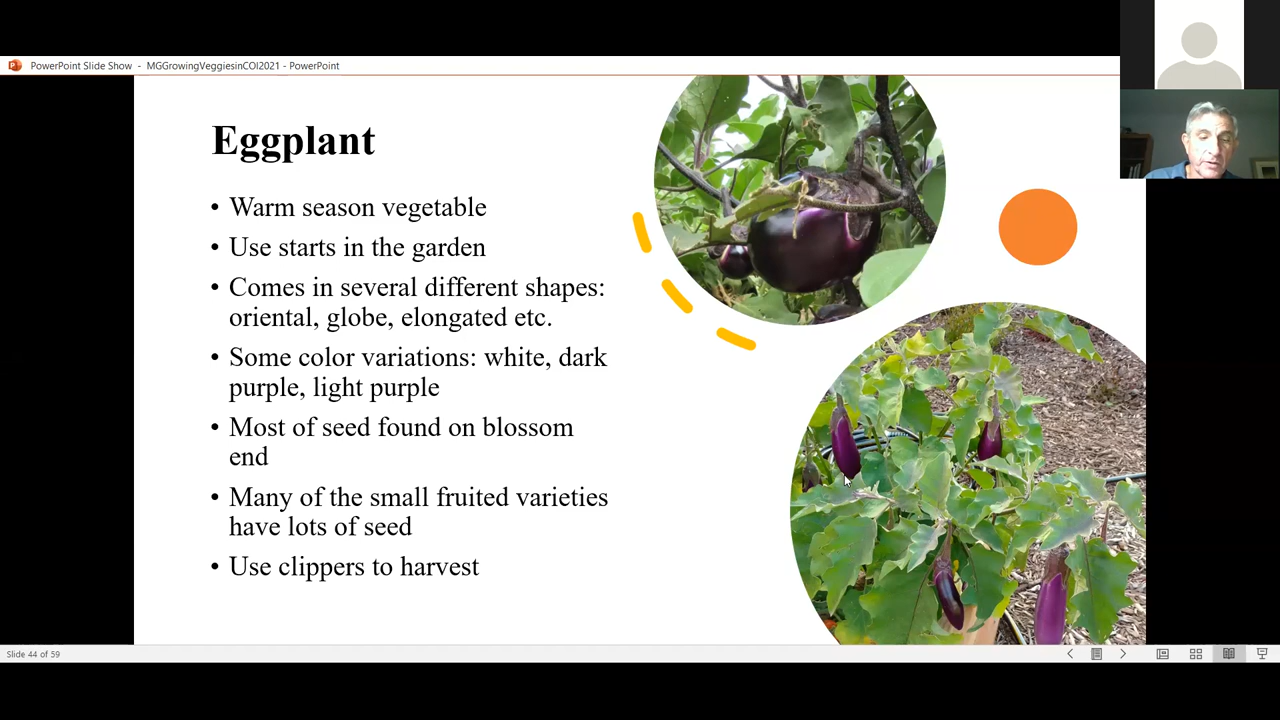 PowerPoint Slide Show - MGGrowingVeggiesinCOI2021 - PowerPoint
Eggplant
• Warm season vegetable
• Use starts in the garden
• Comes in several different shapes:
oriental, globe, elongated etc.
• Some color variations: white, dark
purple, light purple
• Most of seed found on blossom
end
• Many of the small fruited varieties
have lots of seed
• Use clippers to harvest
Slide 44 of 59